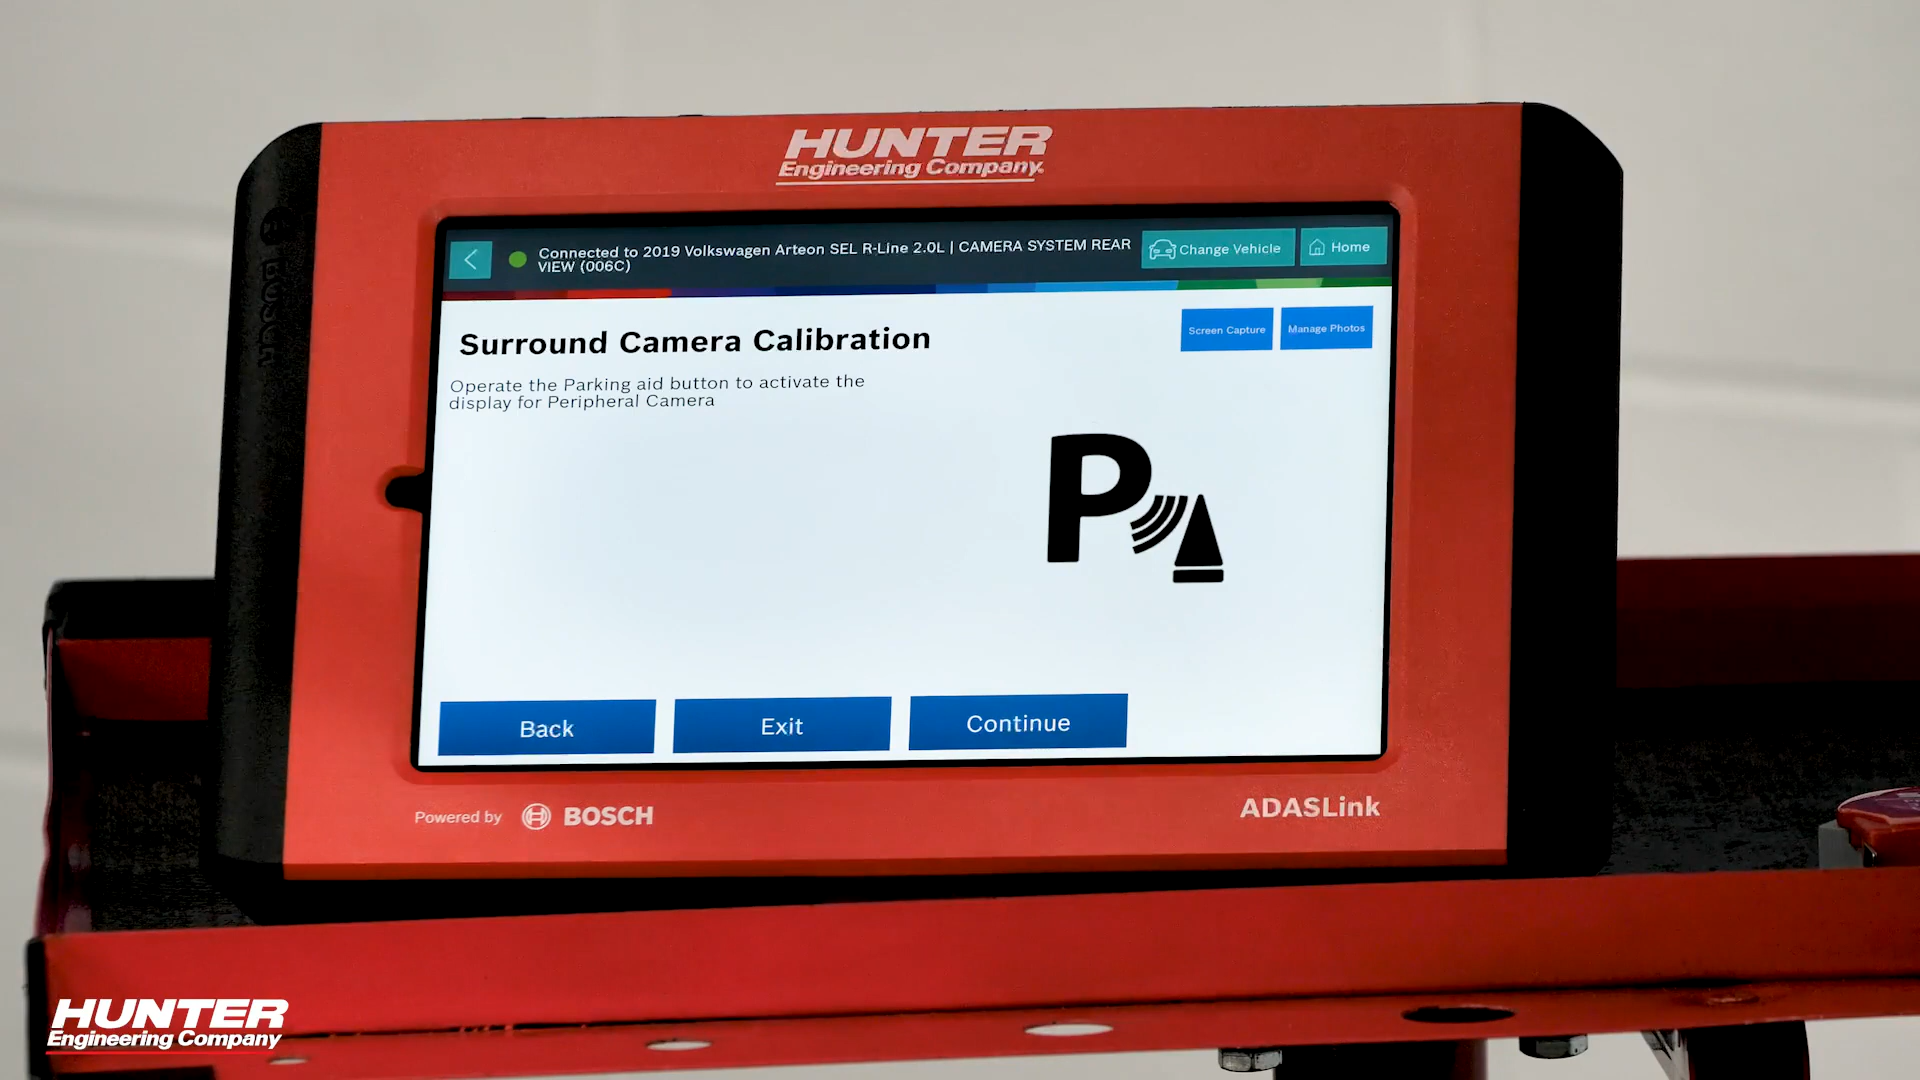 HUNTER
Engineering Company.
Connected to 2019 Volkswagen Arteon SEL R-Line 2.0L | CAMERA SYSTEM REAR
VIEW (006C)
Change Vehicle
Home
Surround Camera Calibration
Screen Capture
Manage Photos
Operate the Parking aid button to activate the
display for Peripheral Camera
P
Back
Exit
Continue
Powered by BOSCH
ADASLink
BOSCH
HUNTER
Engineering Company